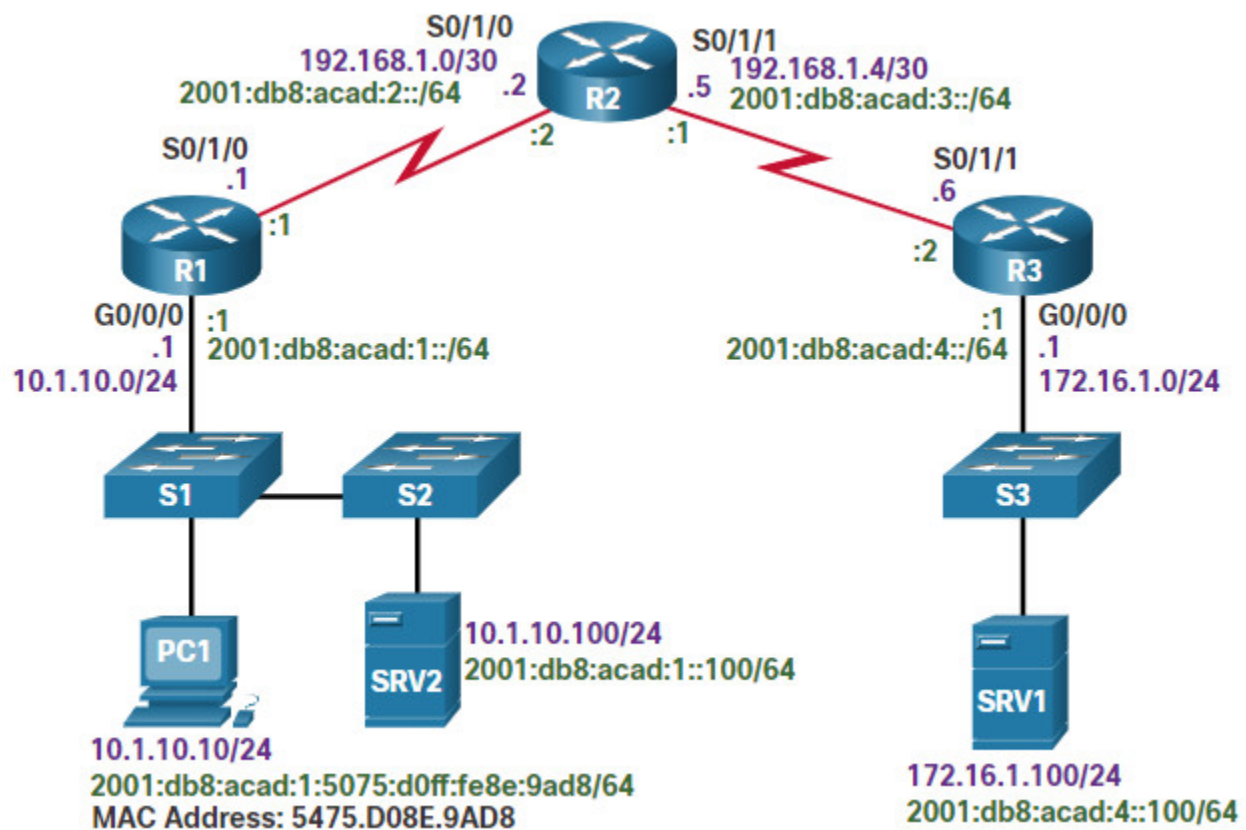 S0/1/0
192.168.1.0/30
2001:db8:acad:2::/64
.2
:2
R2
S0/1/1
192.168.1.4/30
.5
2001:db8:acad:3::/64
:1
S0/1/0
.1
:1
R1
S0/1/1
.6
:2
R3
G0/0/0
:1
.1
2001:db8:acad:1::/64
10.1.10.0/24
:1
G0/0/0
2001:db8:acad:4::/64
.1
172.16.1.0/24
S1
S2
S3
PC1
SRV2
10.1.10.100/24
2001:db8:acad:1::100/64
SRV1
10.1.10.10/24
2001:db8:acad:1:5075:d0ff:fe8e:9ad8/64
MAC Address: 5475.D08E.9AD8
172.16.1.100/24
2001:db8:acad:4::100/64